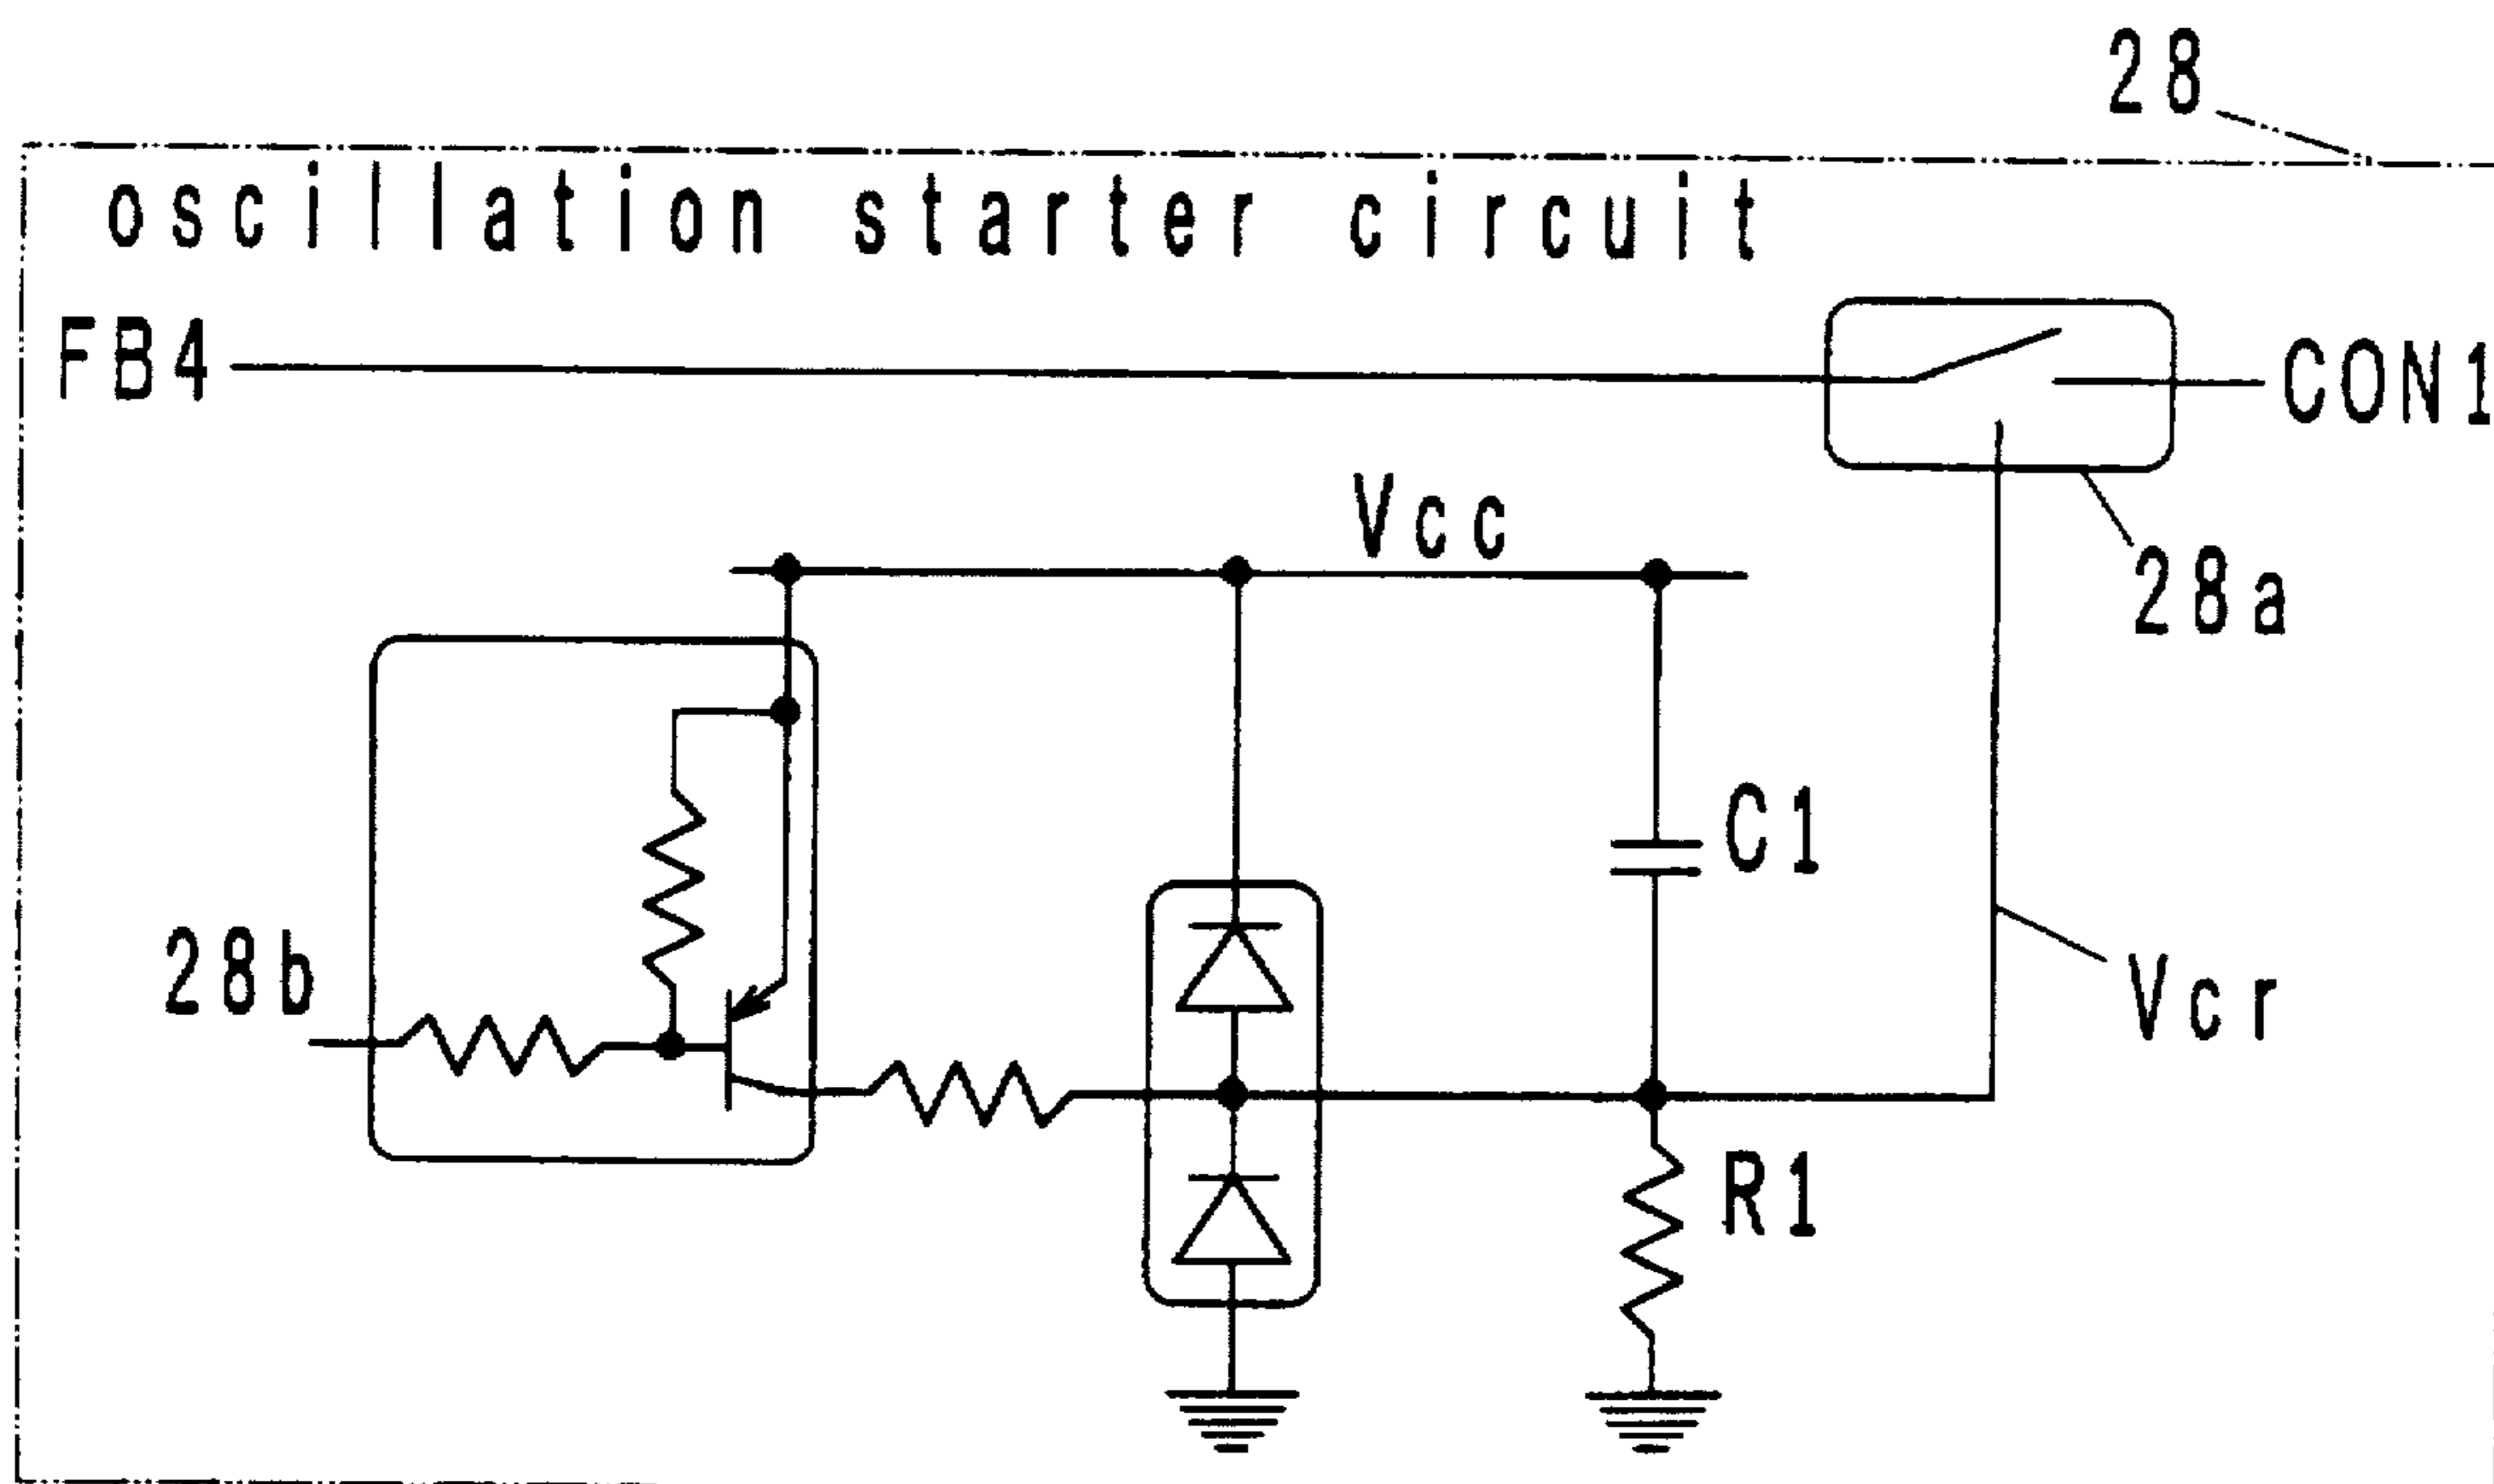 28
oscillation starter circuit
FB4
CON1
Vcc
28a
C1
28b
Vcr
R1